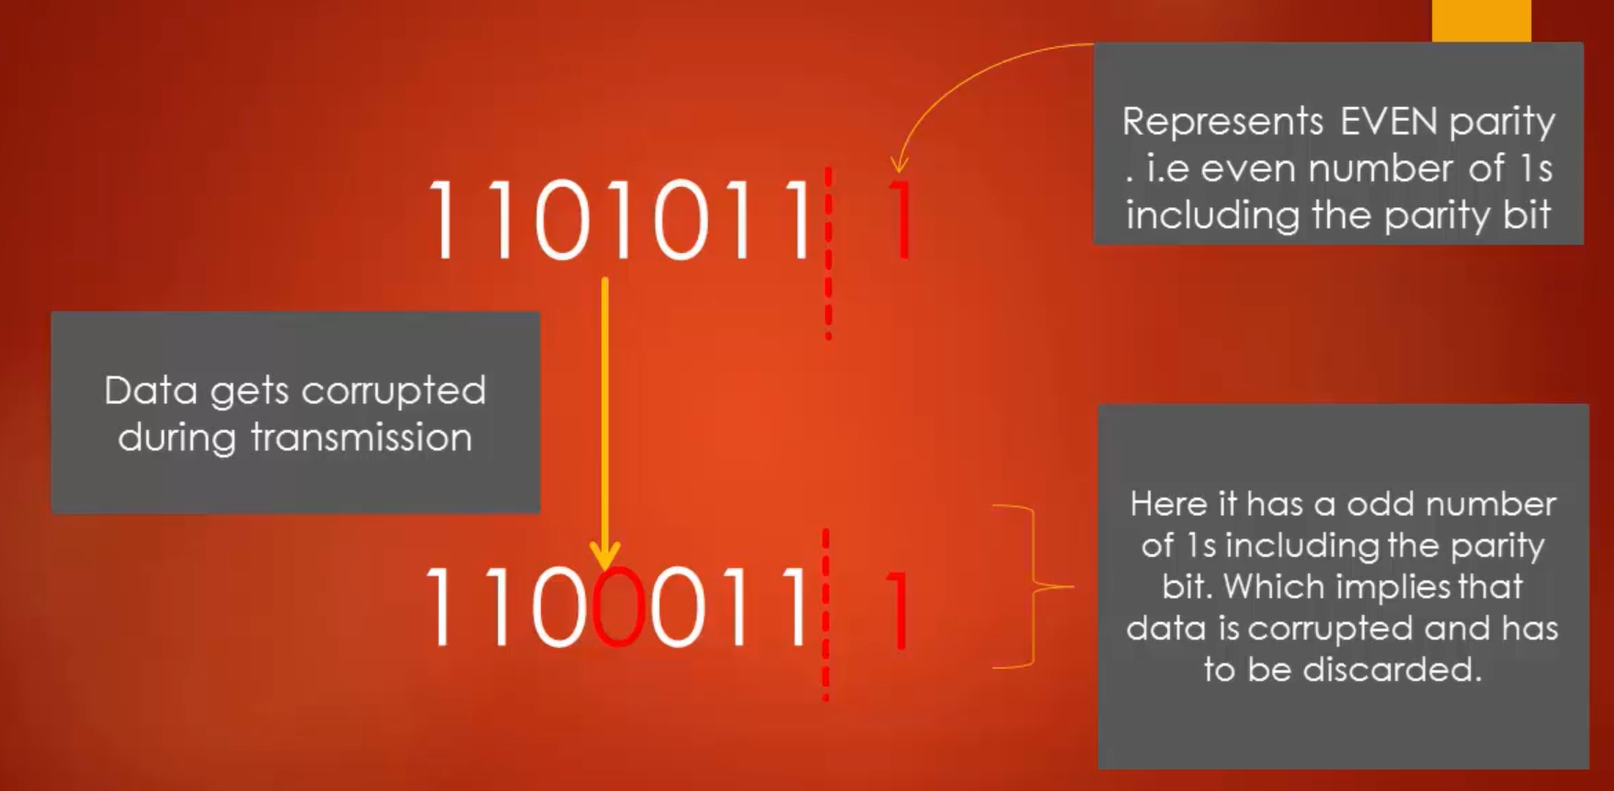 Represents EVEN parity
. i.e even number of 1s
including the parity bit
1101011 1
Data gets corrupted
during transmission
1100011 1
Here it has a odd number
of 1s including the parity
bit. Which implies that
data is corrupted and has
to be discarded.